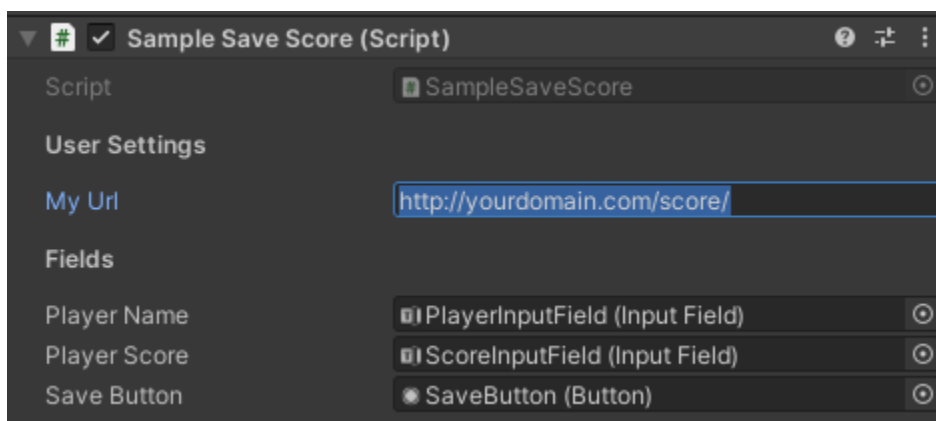 Sample Save Score (Script)
Script SampleSaveScore
User Settings
My Url http://yourdomain.com/score/
Fields
Player Name PlayerInputField (Input Field)
Player Score ScoreInputField (Input Field)
Save Button SaveButton (Button)